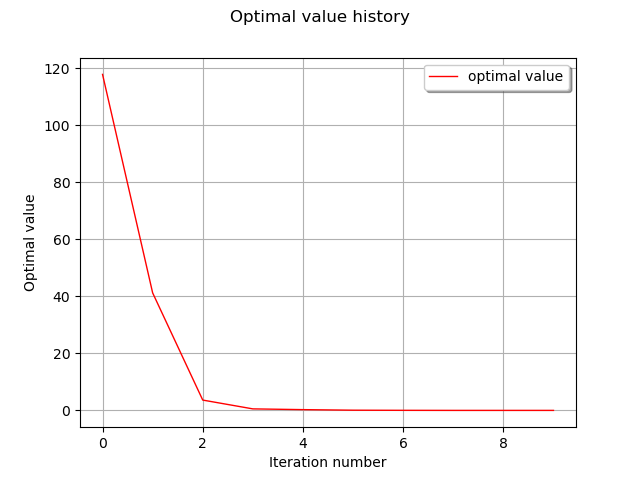 Optimal value history
optimal value
120
100
80
60
40
20
0
Optimal value
0 2 4 6 8
Iteration number